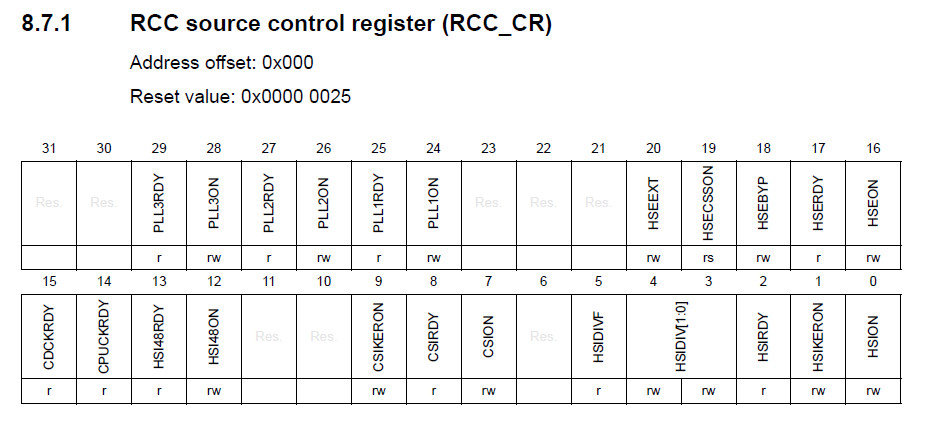 8.7.1 RCC source control register (RCC_CR)
Address offset: 0x000
Reset value: 0x0000 0025
31 30 29 28 27 26 25 24 23 22 21 20 19 18 17 16
Res. Res. PLL3RDY PLL3ON PLL2RDY PLL2ON PLL1RDY PLL1ON Res. Res. Res. HSEEXT HSECSSON HSEBYP HSERDY HSEON
r rw r rw r rw rw rs rw r rw
15 14 13 12 11 10 9 8 7 6 5 4 3 2 1 0
CDCKRDY CPUCKRDY HSI48RDY HSI48ON Res. Res. CSIKERON CSIRDY CSION Res. HSIDIVF HSIDIV[1:0] HSIRDY HSIKERON HSION
r r r rw rw r rw r rw rw r rw rw